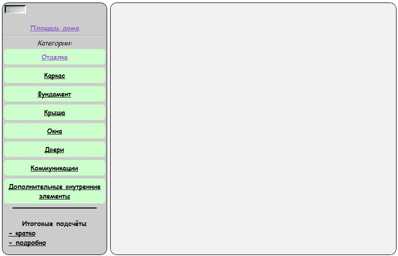 Площадь дома
Категории:
Отделка
Каркас
Фундамент
Крыша
Окна
Двери
Коммуникации
Дополнительные внутренние
элементы
Итоговые подсчёты:
- кратко
- подробно